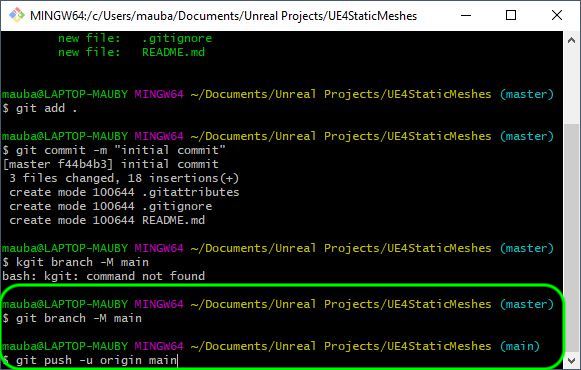 MINGW64:/c/Users/mauba/Documents/Unreal Projects/UE4StaticMeshes
new file:   .gitignore
new file:   README.md
mauba@LAPTOP-MAUBY MINGW64 ~/Documents/Unreal Projects/UE4StaticMeshes (master)
$ git add .
mauba@LAPTOP-MAUBY MINGW64 ~/Documents/Unreal Projects/UE4StaticMeshes (master)
$ git commit -m "initial commit"
[master f44b4b3] initial commit
 3 files changed, 18 insertions(+)
 create mode 100644 .gitattributes
 create mode 100644 .gitignore
 create mode 100644 README.md
mauba@LAPTOP-MAUBY MINGW64 ~/Documents/Unreal Projects/UE4StaticMeshes (master)
$ kgit branch -M main
bash: kgit: command not found
mauba@LAPTOP-MAUBY MINGW64 ~/Documents/Unreal Projects/UE4StaticMeshes (master)
$ git branch -M main
mauba@LAPTOP-MAUBY MINGW64 ~/Documents/Unreal Projects/UE4StaticMeshes (main)
$ git push -u origin main